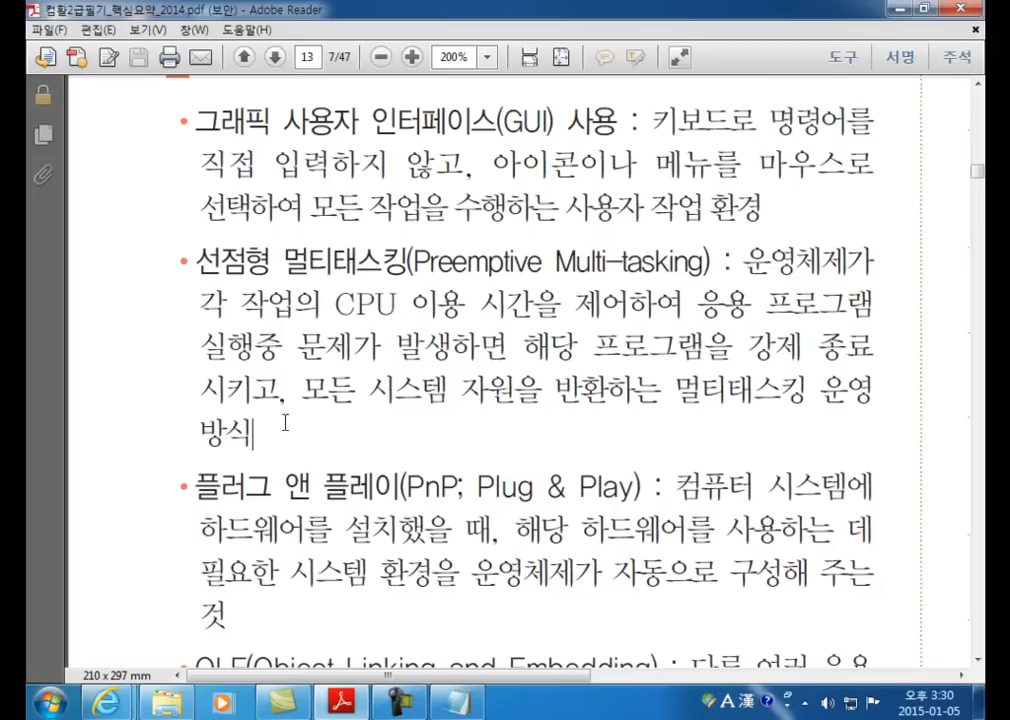 컴활2급필기_핵심요약_2014.pdf (보안) - Adobe Reader
파일(F) 편집(E) 보기(V) 창(W) 도움말(H)
13 /47 200% 도구 서명 주석
• 그래픽 사용자 인터페이스(GUI) 사용 : 키보드로 명령어를
직접 입력하지 않고, 아이콘이나 메뉴를 마우스로
선택하여 모든 작업을 수행하는 사용자 작업 환경
• 선점형 멀티태스킹(Preemptive Multi-tasking) : 운영체제가
각 작업의 CPU 이용 시간을 제어하여 응용 프로그램
실행중 문제가 발생하면 해당 프로그램을 강제 종료
시키고, 모든 시스템 자원을 반환하는 멀티태스킹 운영
방식
• 플러그 앤 플레이(PnP; Plug & Play) : 컴퓨터 시스템에
하드웨어를 설치했을 때, 해당 하드웨어를 사용하는 데
필요한 시스템 환경을 운영체제가 자동으로 구성해 주는
것
• OLE(Object Linking and Embedding) : 다른 여러 응용
210 x 297 mm
A 漢
오후 3:30
2015-01-05